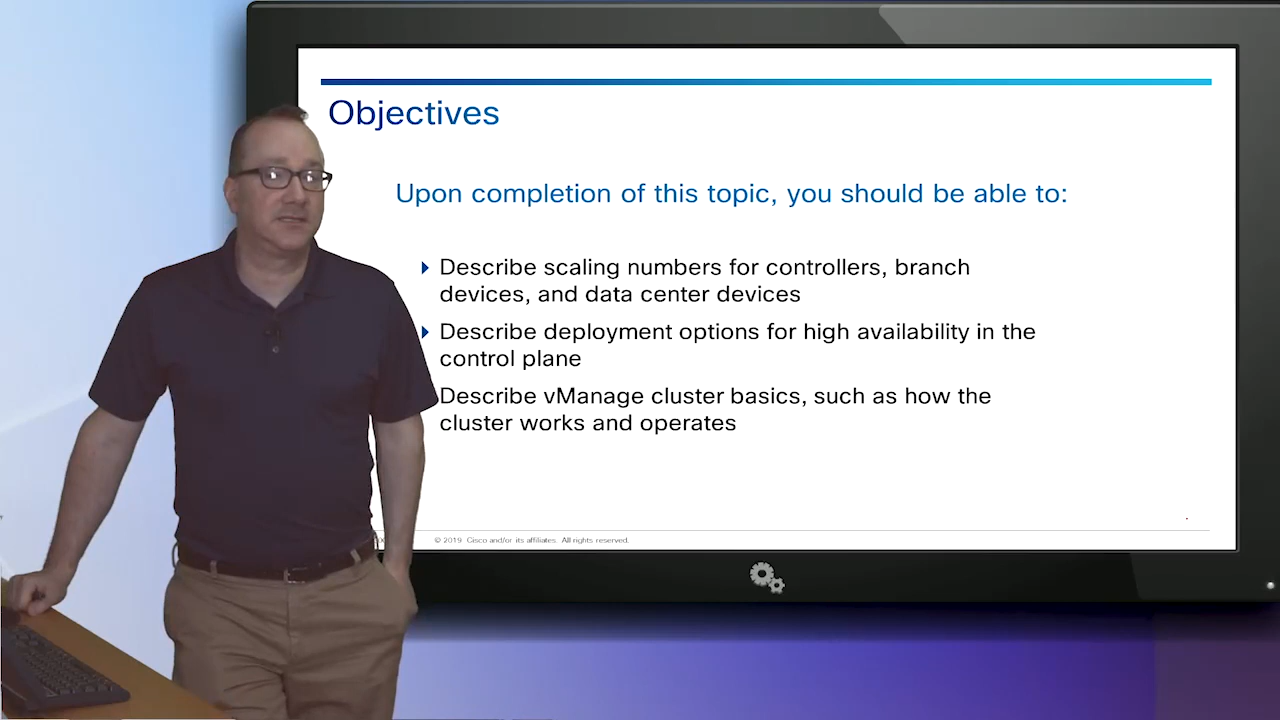 Objectives
Upon completion of this topic, you should be able to:
Describe scaling numbers for controllers, branch
devices, and data center devices
Describe deployment options for high availability in the
control plane
Describe vManage cluster basics, such as how the
cluster works and operates
© 2019 Cisco and/or its affiliates. All rights reserved.